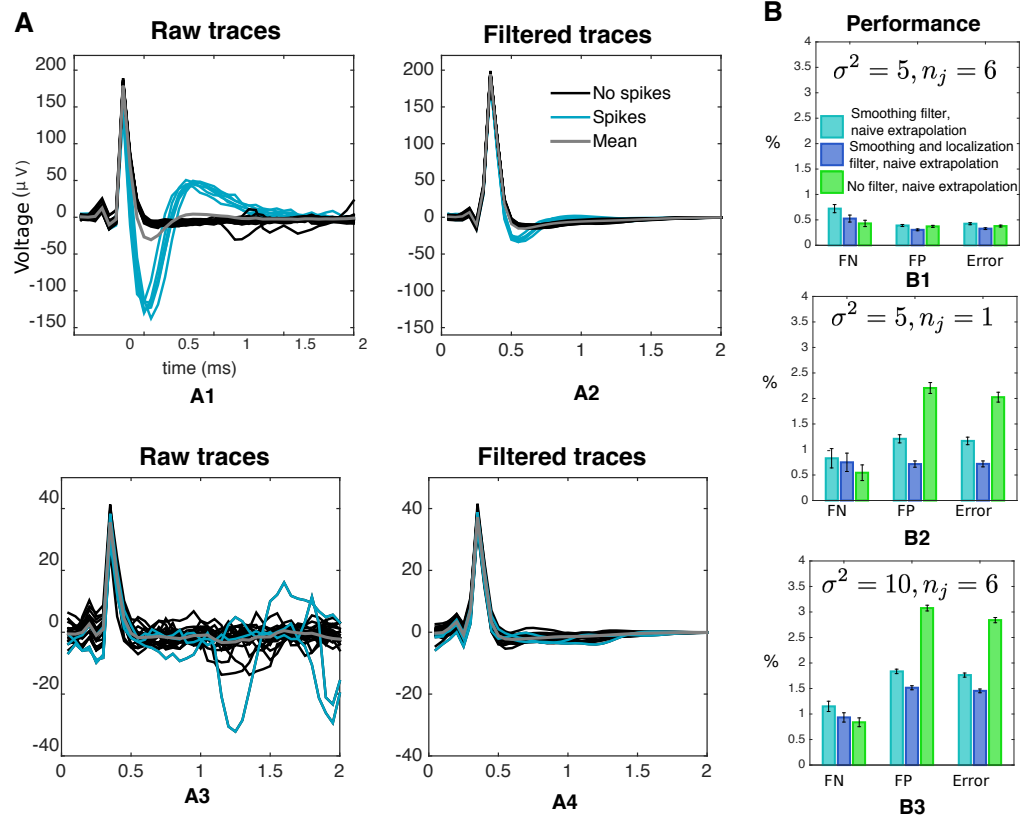 A
Raw traces
Filtered traces
200
150
100
50
0
-50
-100
-150
Voltage(μ V)
0
0.5
1
1.5
2
time (ms)
A1
200
150
100
50
0
-50
-100
-150
No spikes
Spikes
Mean
0
0.5
1
1.5
2
A2
Raw traces
Filtered traces
40
20
0
-20
-40
0
0.5
1
1.5
2
A3
40
20
0
-20
-40
0
0.5
1
1.5
2
A4
B
Performance
4
3.5
3
2.5
2
1.5
1
0.5
0
%
σ² = 5, nⱼ = 6
Smoothing filter,
naive extrapolation
Smoothing and localization
filter, naive extrapolation
No filter, naive extrapolation
FN
FP
Error
B1
4
3.5
3
2.5
2
1.5
1
0.5
0
%
σ² = 5, nⱼ = 1
FN
FP
Error
B2
4
3.5
3
2.5
2
1.5
1
0.5
0
%
σ² = 10, nⱼ = 6
FN
FP
Error
B3